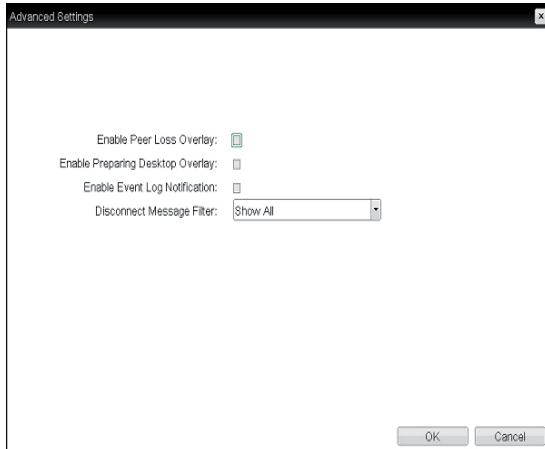 Advanced Settings
x
Enable Peer Loss Overlay:
Enable Preparing Desktop Overlay:
Enable Event Log Notification:
Disconnect Message Filter: Show All
OK Cancel